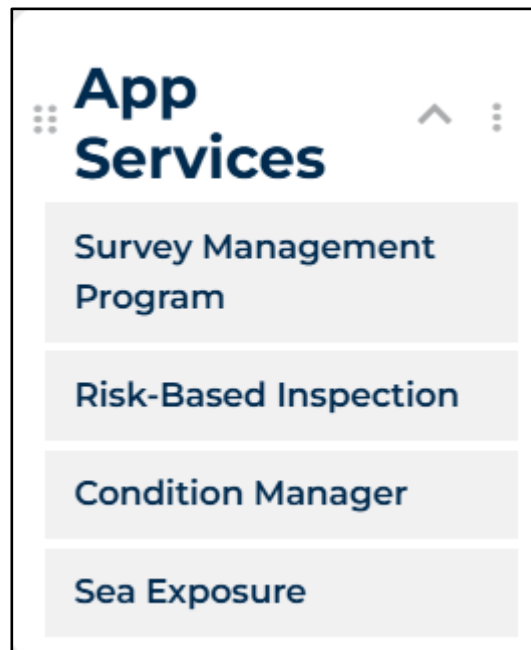 App
Services
Survey Management
Program
Risk-Based Inspection
Condition Manager
Sea Exposure